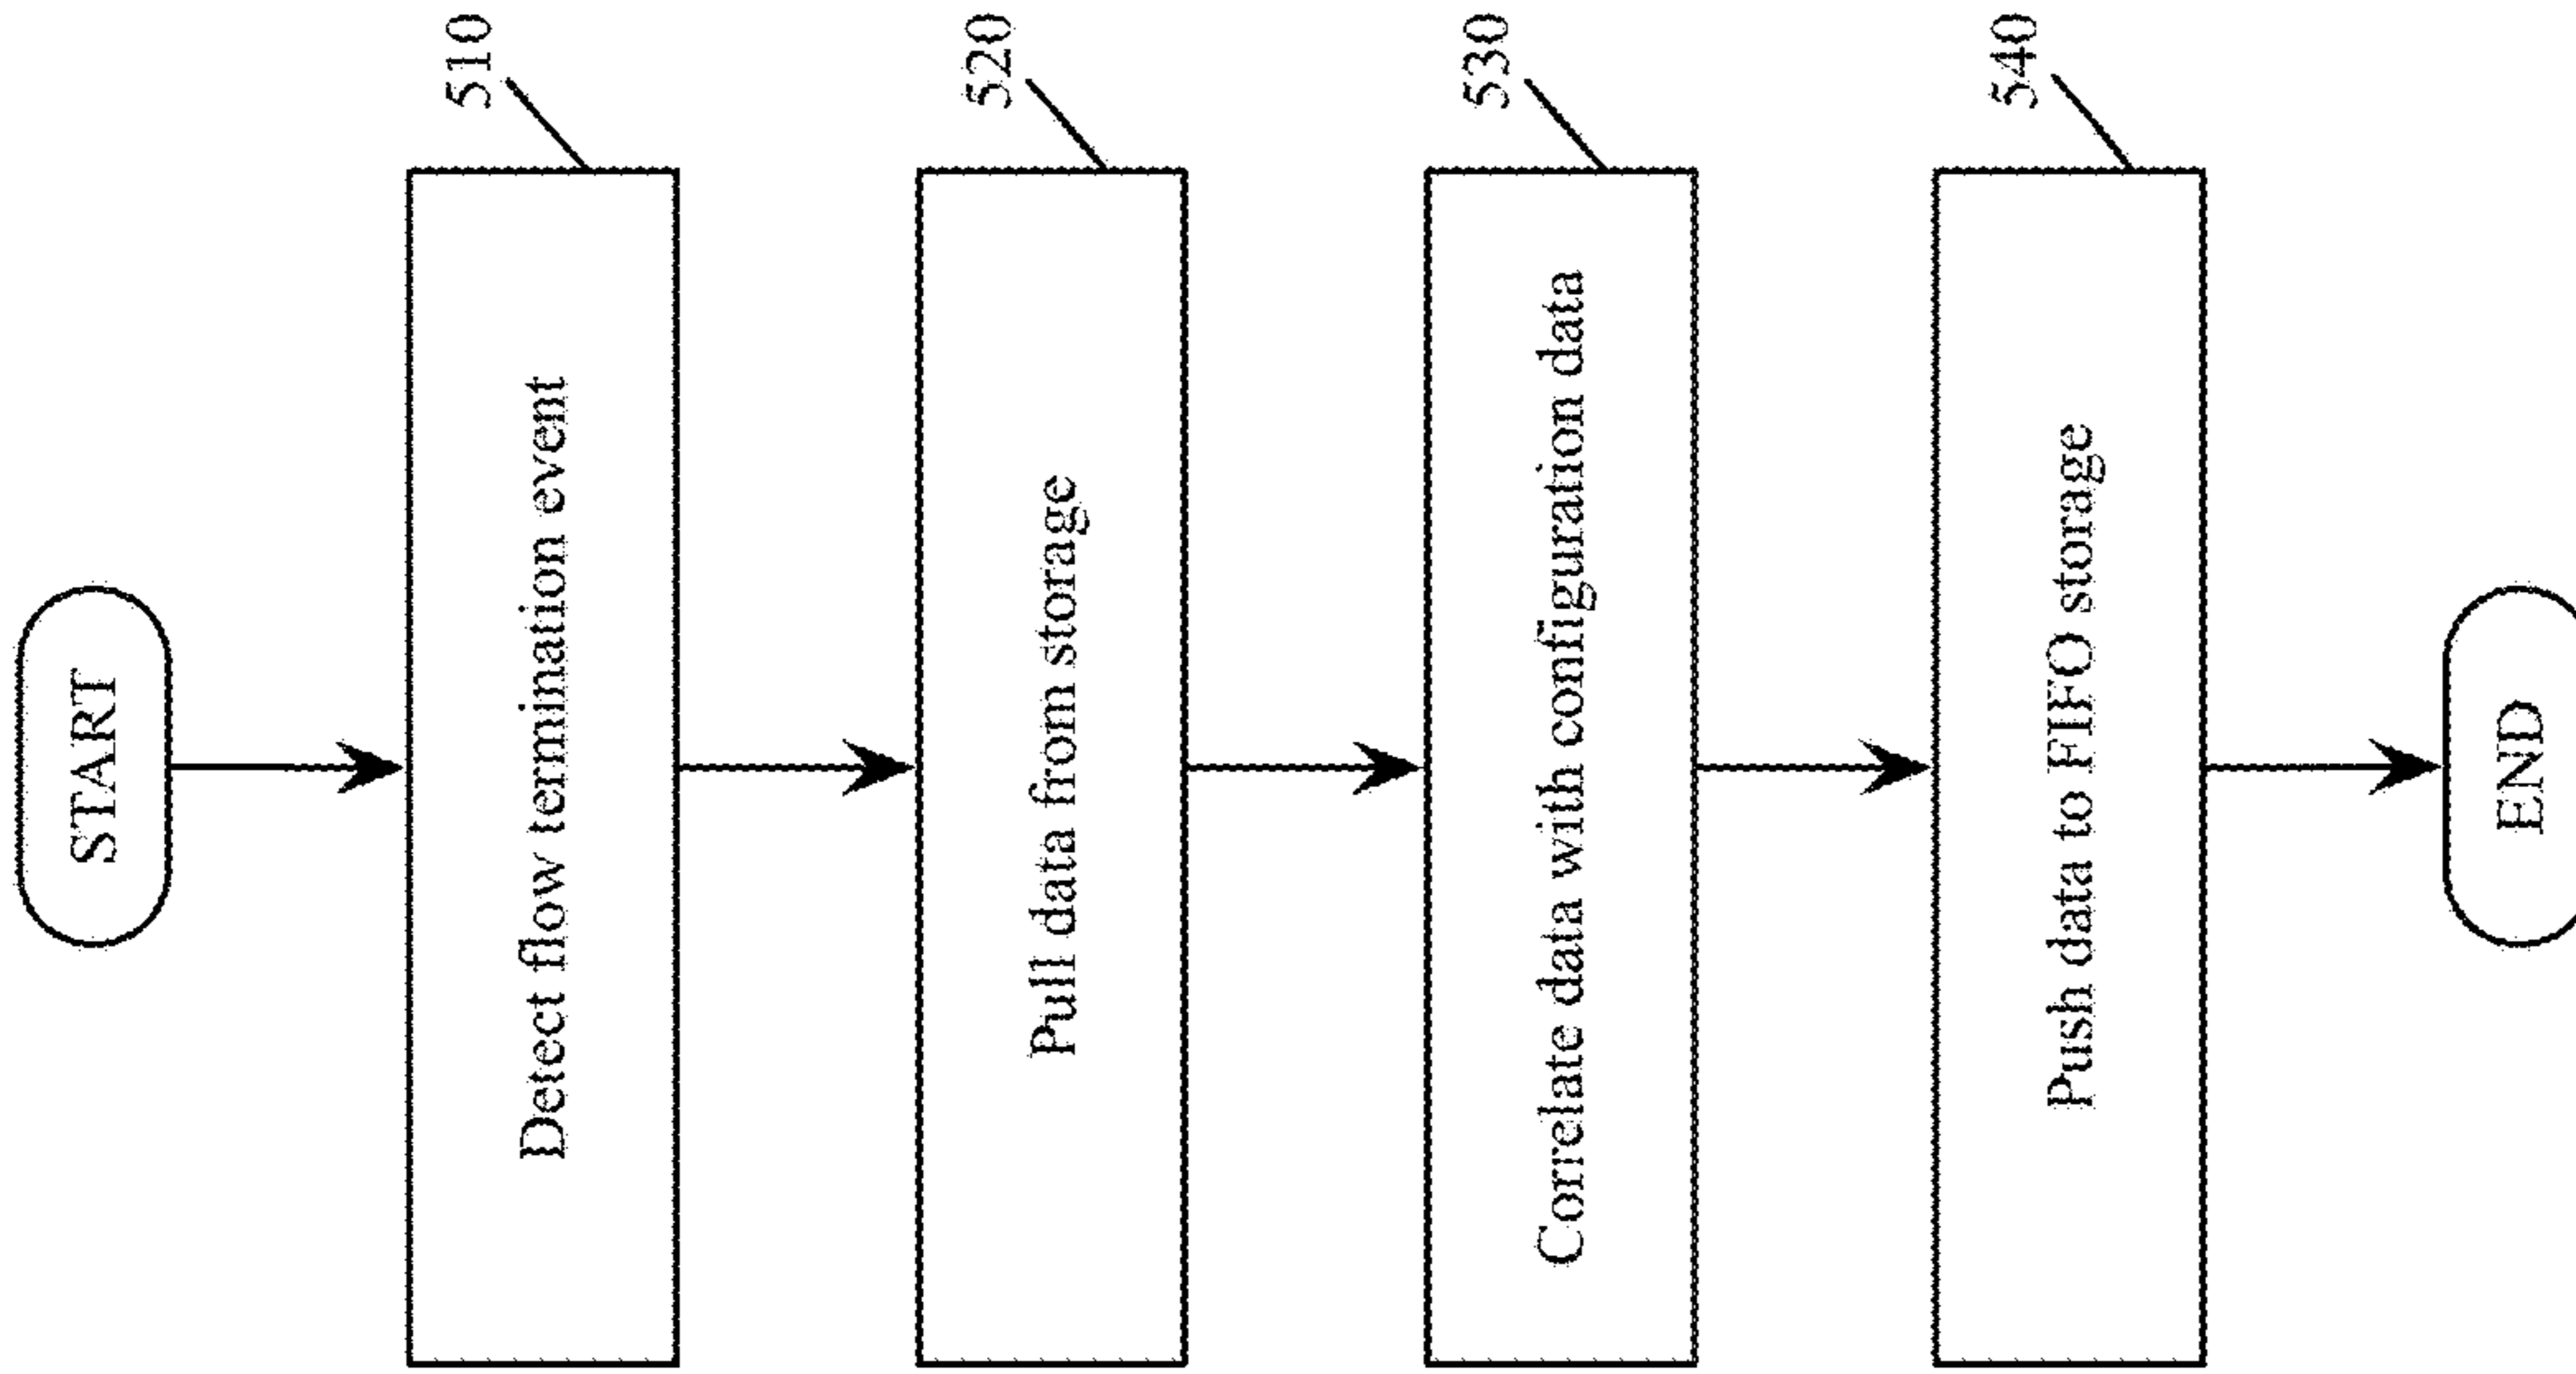 START
510
Detect flow termination event
520
Pull data from storage
530
Correlate data with configuration data
540
Push data to FIFO storage
END